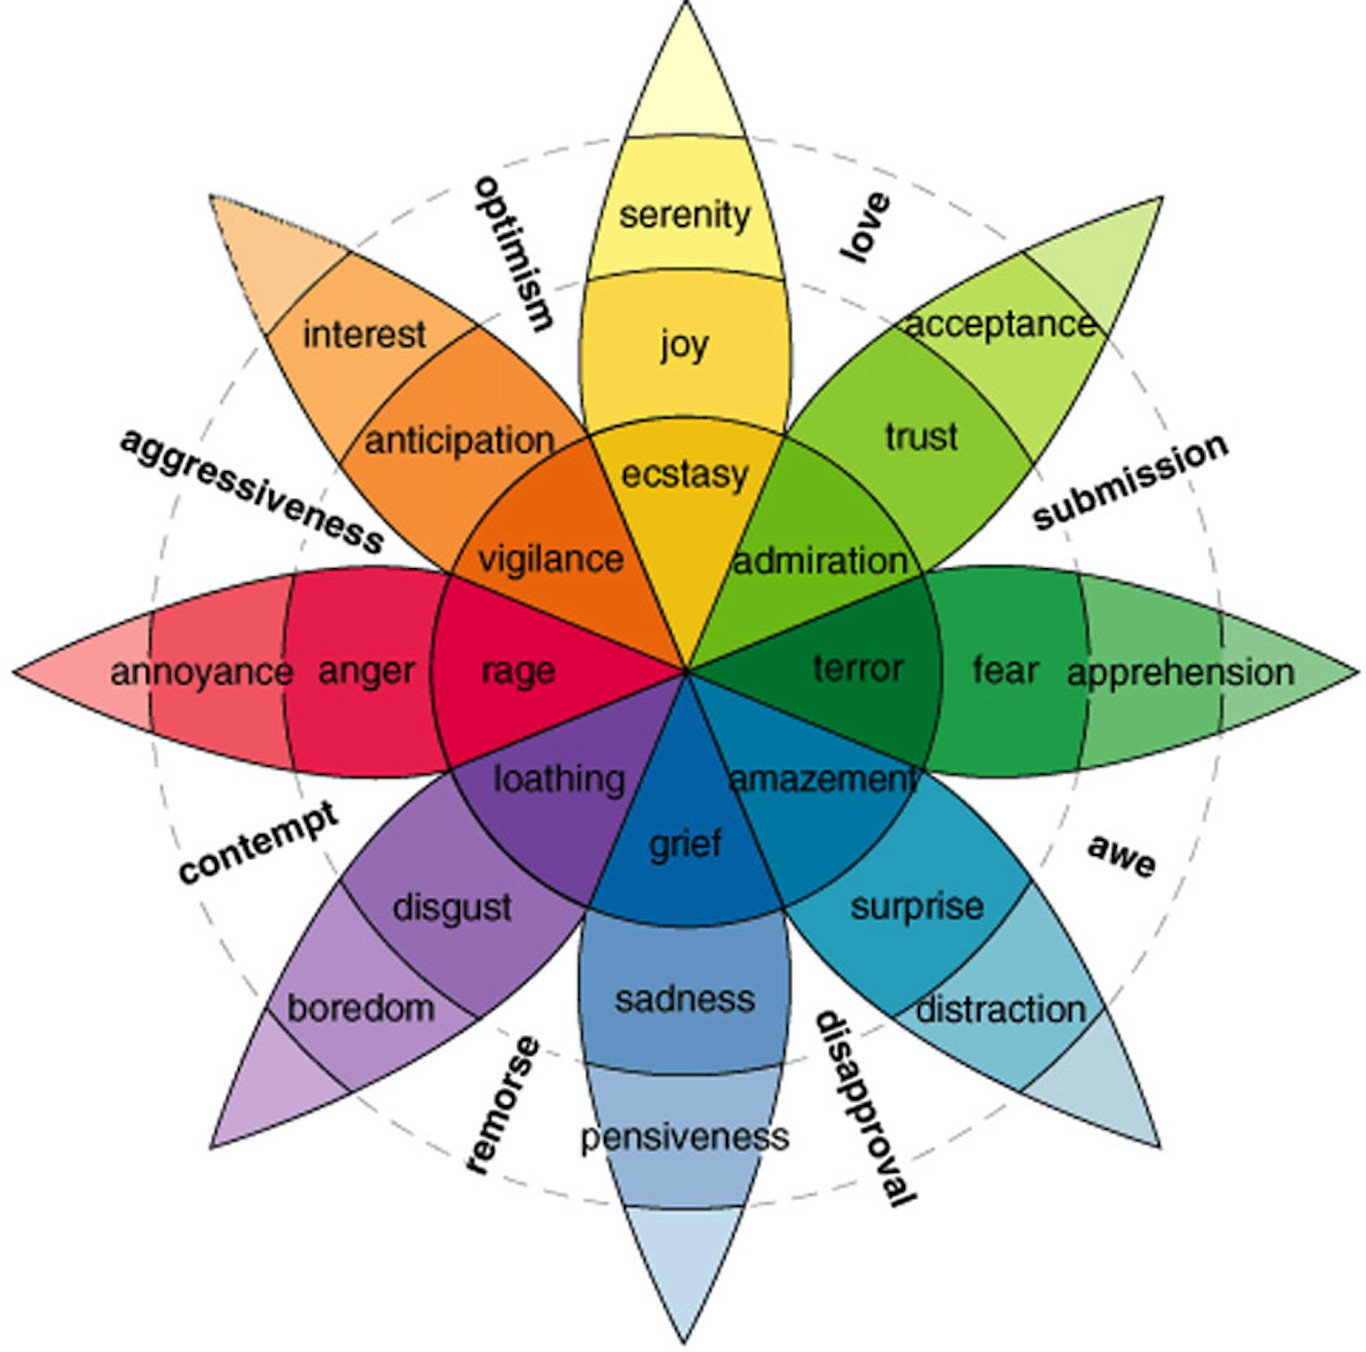 optimism
serenity
love
interest
joy
acceptance
anticipation
trust
aggressiveness
ecstasy
submission
vigilance
admiration
annoyance
anger
rage
terror
fear
apprehension
loathing
amazement
contempt
grief
awe
disgust
surprise
boredom
sadness
distraction
remorse
pensiveness
disapproval